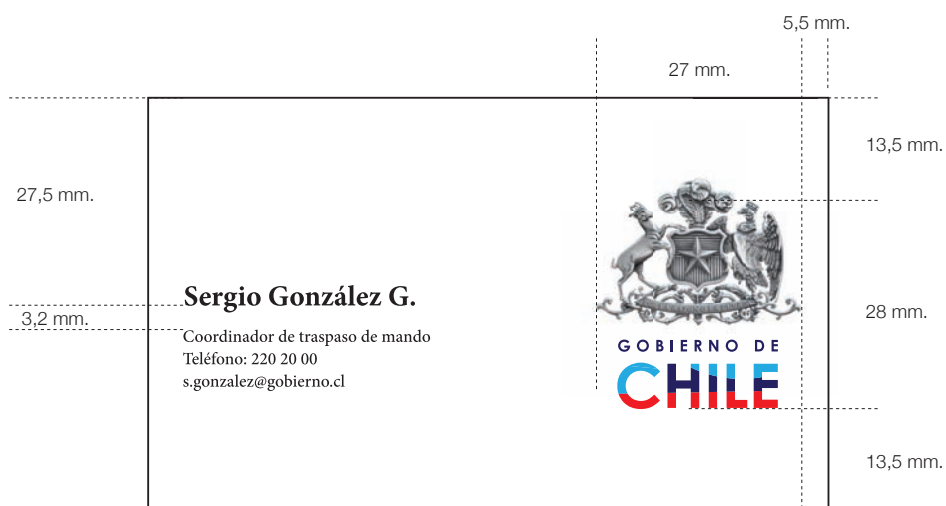 5,5 mm.
27 mm.
13,5 mm.
27,5 mm.
Sergio González G.
3,2 mm.
28 mm.
Coordinador de traspaso de mando
Teléfono: 220 20 00
s.gonzalez@gobierno.cl
GOBIERNO DE
CHILE
13,5 mm.